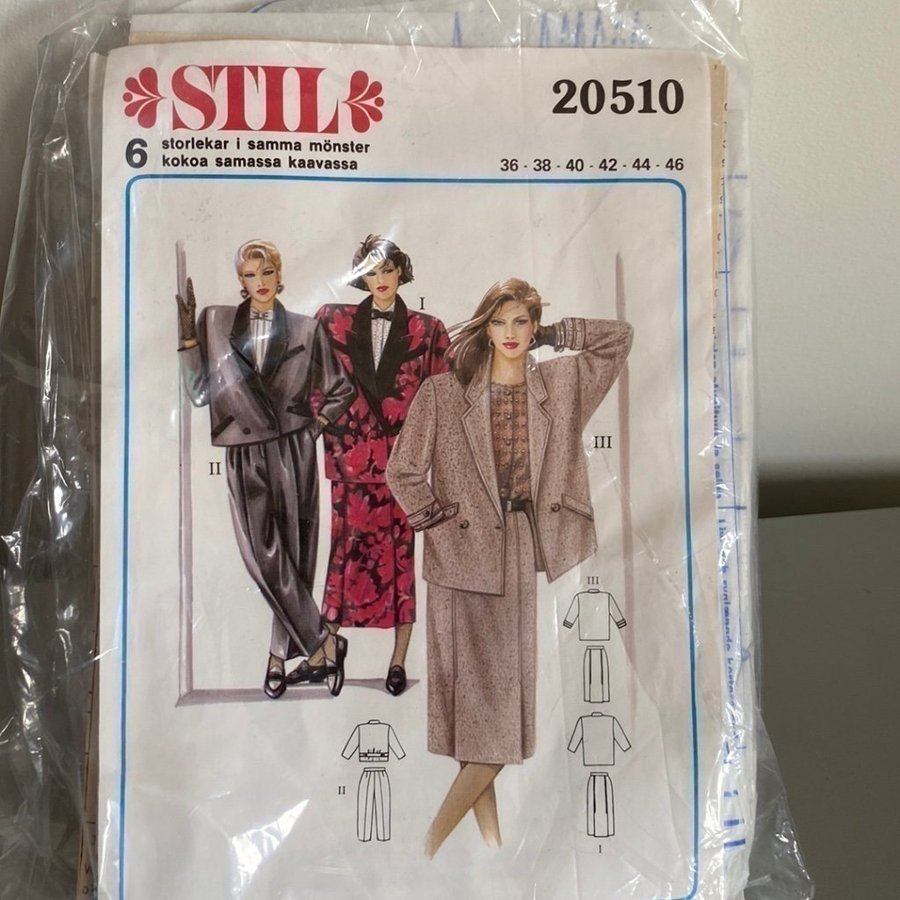 STIL
20510
6 storlekar i samma mönster
kokoa samassa kaavassa
36 - 38 - 40 - 42 - 44 - 46
I
II
III
III
II
I